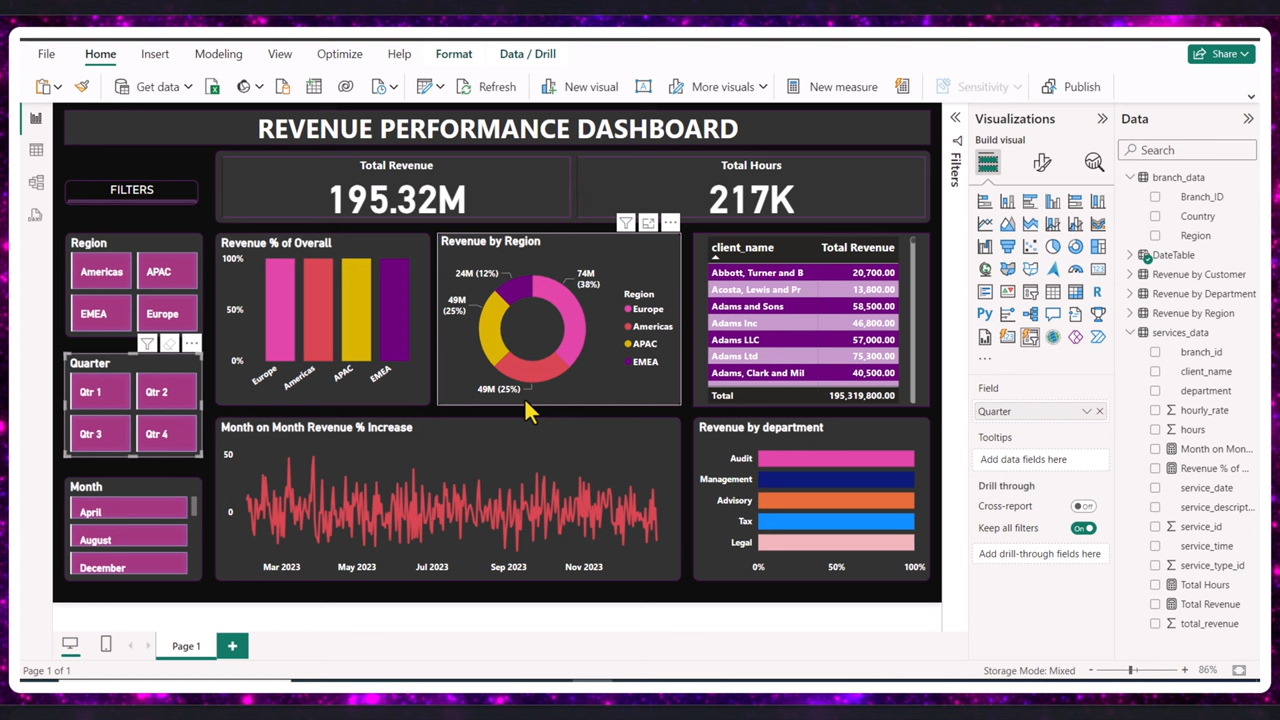 File Home Insert Modeling View Optimize Help Format Data / Drill
Share
Get data Refresh New visual More visuals New measure Sensitivity Publish
REVENUE PERFORMANCE DASHBOARD
FILTERS
Total Revenue
195.32M
Total Hours
217K
Region
Americas APAC
EMEA Europe
Quarter
Qtr 1 Qtr 2
Qtr 3 Qtr 4
Month
April
August
December
Revenue % of Overall
100%
50%
0%
Europe Americas APAC EMEA
Revenue by Region
24M (12%)
74M
(38%)
49M
(25%)
49M (25%)
Region
Europe
Americas
APAC
EMEA
client_name Total Revenue
Abbott, Turner and B 20,700.00
Acosta, Lewis and Pr 13,800.00
Adams and Sons 58,500.00
Adams Inc 46,800.00
Adams LLC 57,000.00
Adams Ltd 75,300.00
Adams, Clark and Mil 40,500.00
Total 195,319,800.00
Month on Month Revenue % Increase
50
0
Mar 2023 May 2023 Jul 2023 Sep 2023 Nov 2023
Revenue by department
Audit
Management
Advisory
Tax
Legal
0% 50% 100%
Filters
Visualizations
Build visual
R
Py
Field
Quarter
Tooltips
Add data fields here
Drill through
Cross-report Off
Keep all filters On
Add drill-through fields here
Data
Search
branch_data
Branch_ID
Country
Region
DateTable
Revenue by Customer
Revenue by Department
Revenue by Region
services_data
branch_id
client_name
department
hourly_rate
hours
Month on Mon...
Revenue % of ...
service_date
service_descript...
service_id
service_time
service_type_id
Total Hours
Total Revenue
total_revenue
Page 1
Page 1 of 1
Storage Mode: Mixed
86%